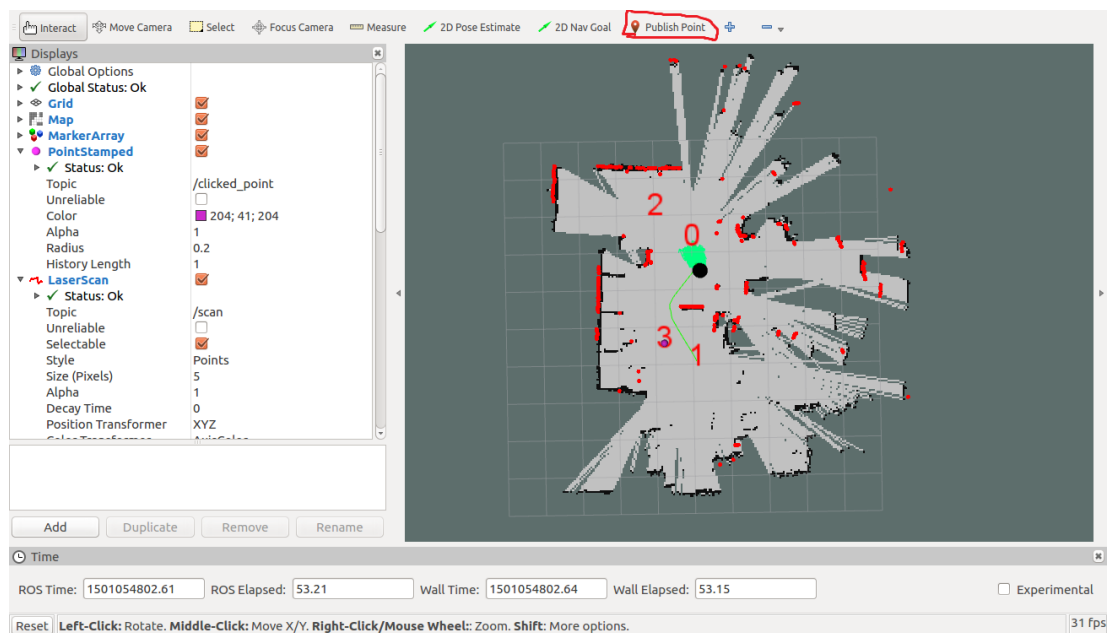 Interact Move Camera Select Focus Camera Measure 2D Pose Estimate 2D Nav Goal Publish Point
Displays
Global Options
Global Status: Ok
Grid
Map
MarkerArray
PointStamped
Status: Ok
Topic /clicked_point
Unreliable
Color 204; 41; 204
Alpha 1
Radius 0.2
History Length 1
LaserScan
Status: Ok
Topic /scan
Unreliable
Selectable
Style Points
Size (Pixels) 5
Alpha 1
Decay Time 0
Position Transformer XYZ
2
0
3
1
Add Duplicate Remove Rename
Time
ROS Time: 1501054802.61 ROS Elapsed: 53.21 Wall Time: 1501054802.64 Wall Elapsed: 53.15 Experimental
Reset Left-Click: Rotate. Middle-Click: Move X/Y. Right-Click/Mouse Wheel:: Zoom. Shift: More options. 31 fps